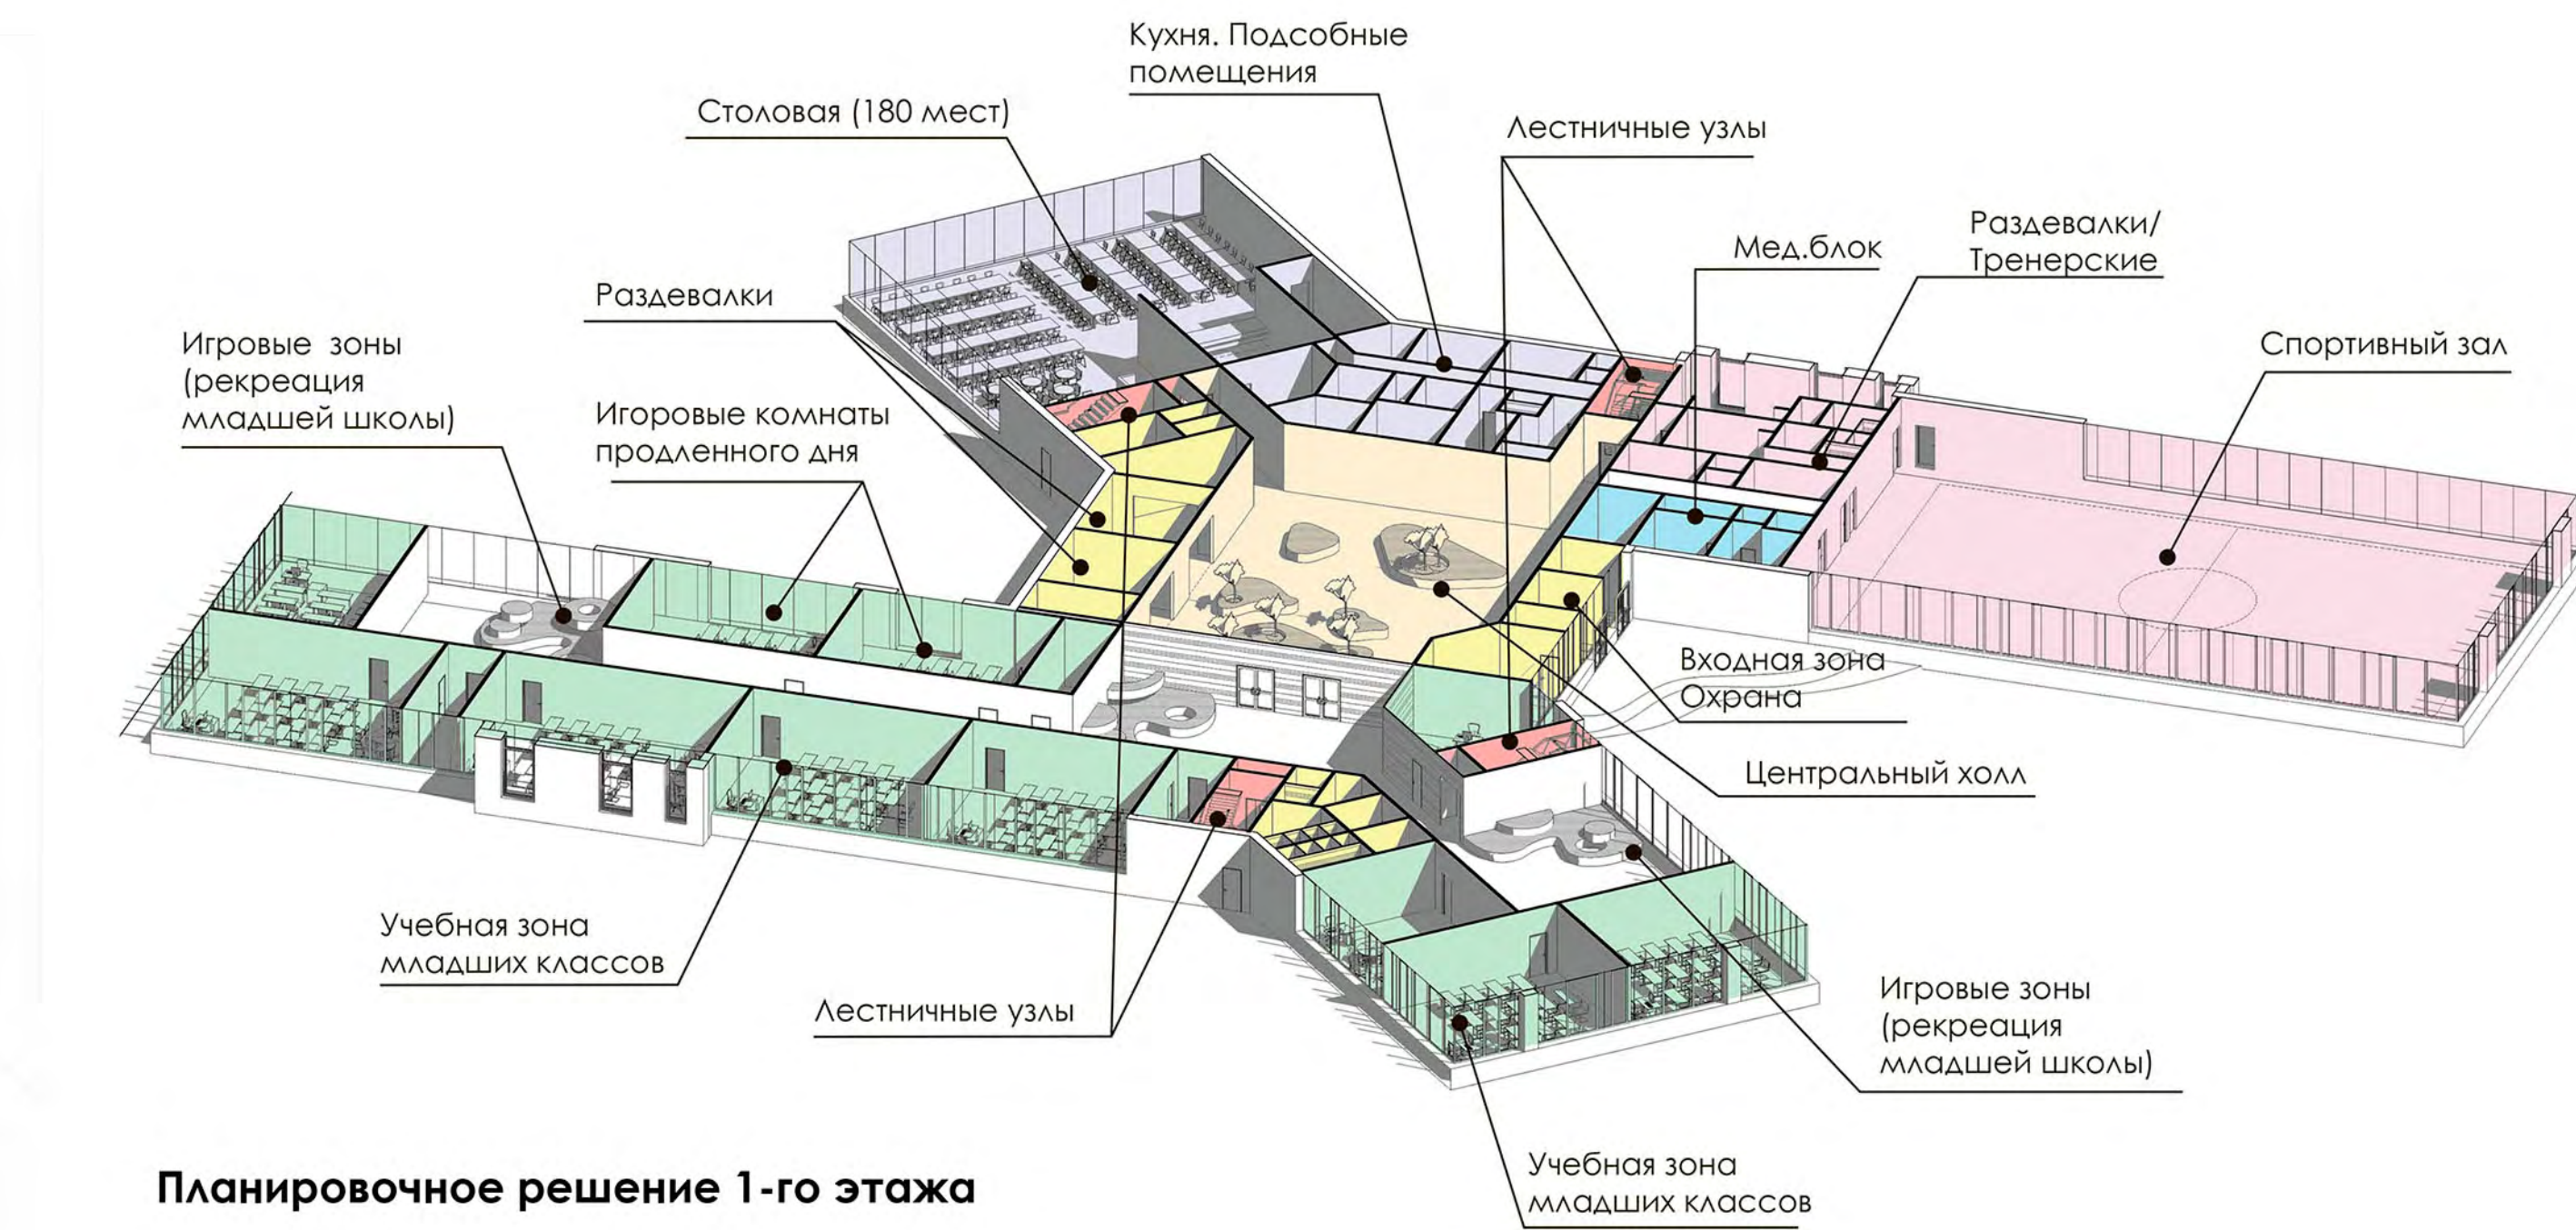 Кухня. Подсобные
помещения
Столовая (180 мест)
Лестничные узлы
Раздевалки/
Тренерские
Мед.блок
Раздевалки
Спортивный зал
Игровые зоны
(рекреация
младшей школы)
Игоровые комнаты
продленного дня
Входная зона
Охрана
Центральный холл
Учебная зона
младших классов
Лестничные узлы
Игровые зоны
(рекреация
младшей школы)
Учебная зона
младших классов
Планировочное решение 1-го этажа